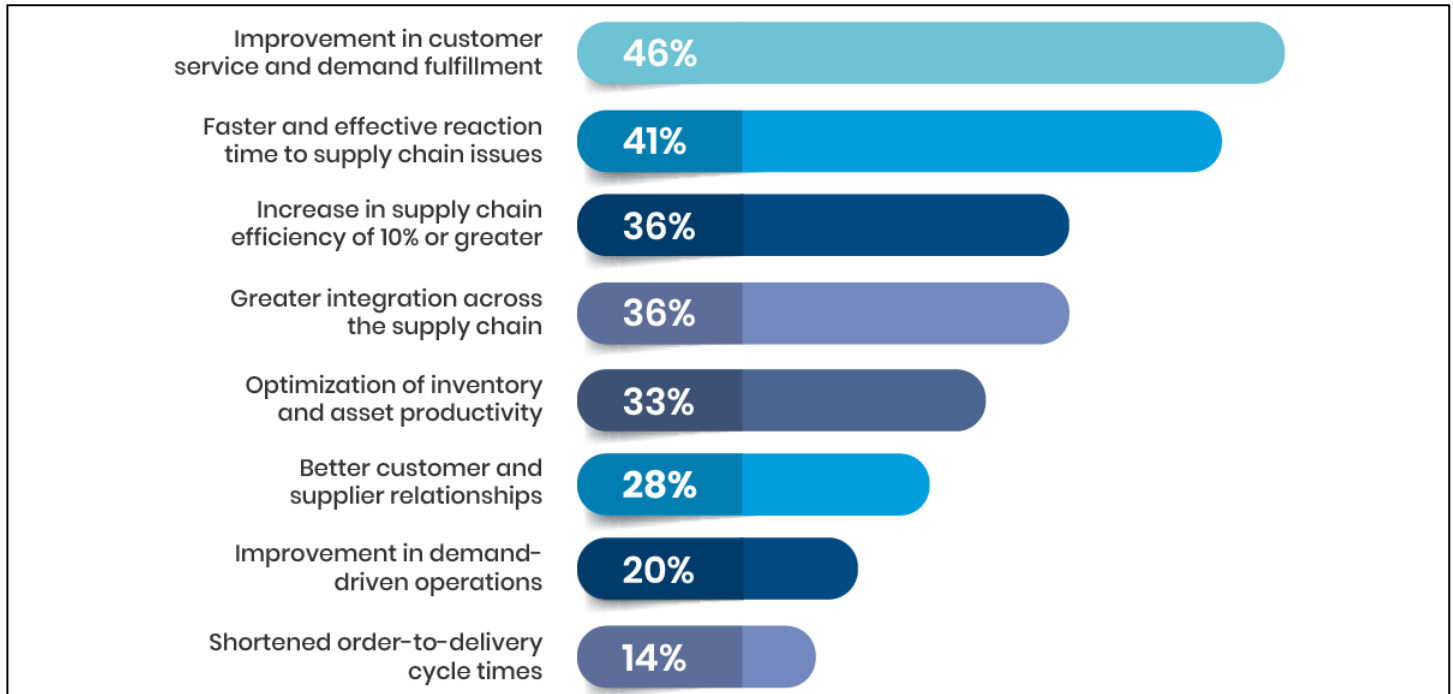 Improvement in customer
service and demand fulfillment
46%
Faster and effective reaction
time to supply chain issues
41%
Increase in supply chain
efficiency of 10% or greater
36%
Greater integration across
the supply chain
36%
Optimization of inventory
and asset productivity
33%
Better customer and
supplier relationships
28%
Improvement in demand-
driven operations
20%
Shortened order-to-delivery
cycle times
14%